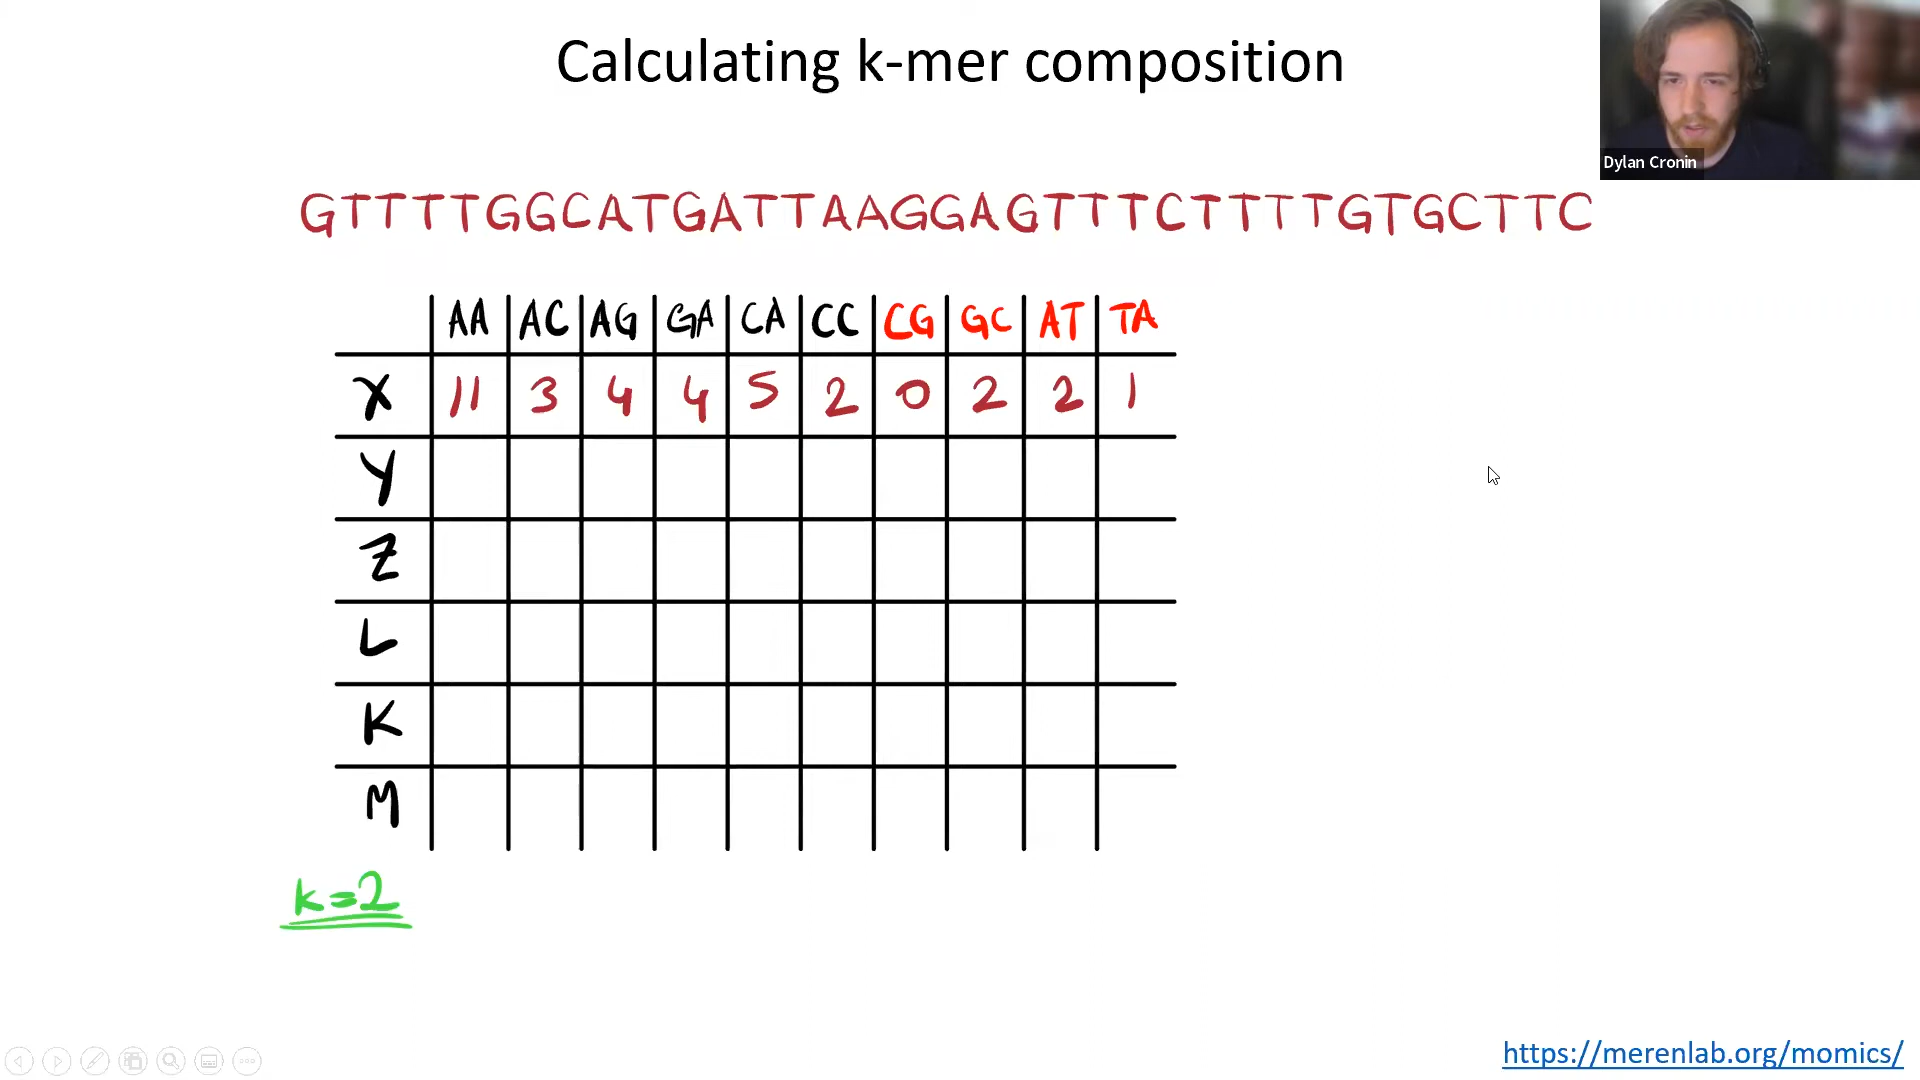 Calculating k-mer composition
Dylan Cronin
GTTTTGGCATGATTAAGGAGTTTCTTTTGTGCTTC
AA AC AG GA CA CC CG GC AT TA
X 11 3 4 4 5 2 0 2 2 1
Y
Z
L
K
M
k=2
https://merenlab.org/momics/